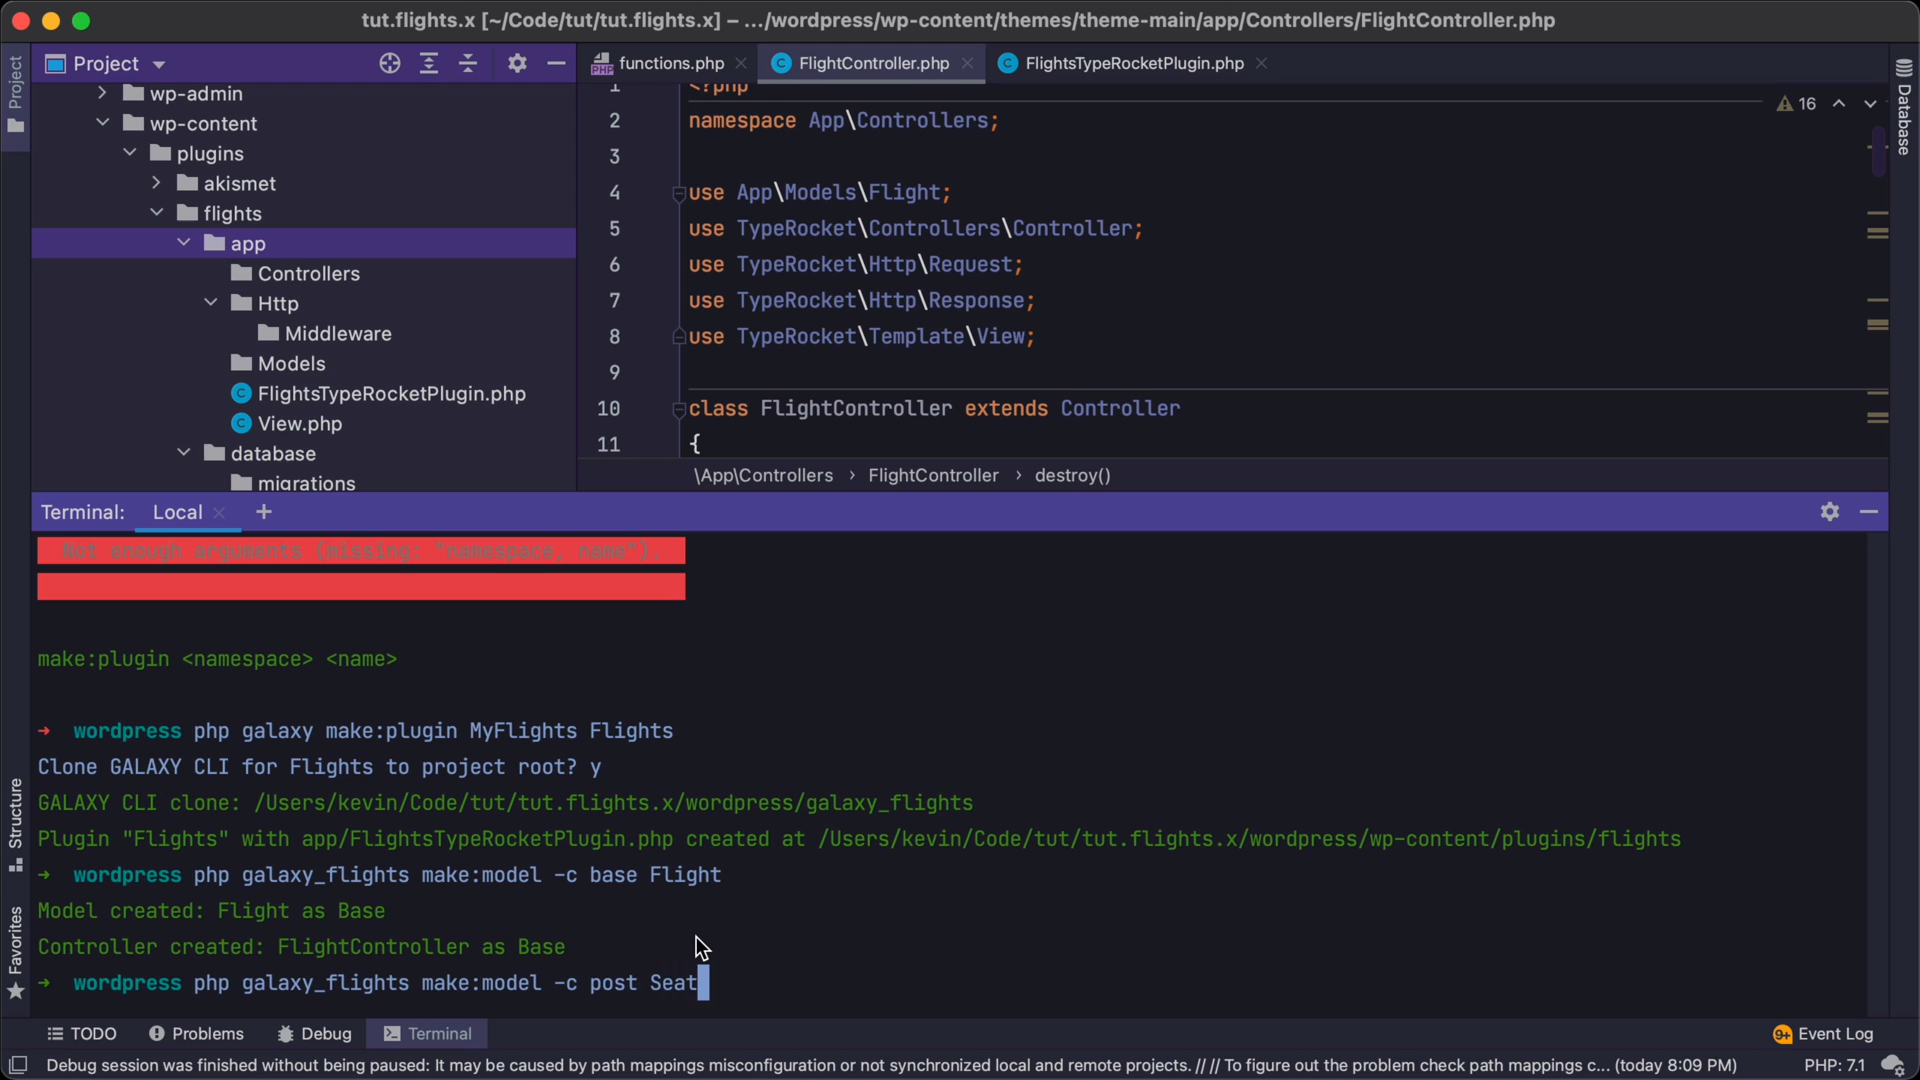 tut.flights.x [~/Code/tut/tut.flights.x] – .../wordpress/wp-content/themes/theme-main/app/Controllers/FlightController.php
Project
functions.php
FlightController.php
FlightsTypeRocketPlugin.php
Project
Database
wp-admin
wp-content
plugins
akismet
flights
app
Controllers
Http
Middleware
Models
FlightsTypeRocketPlugin.php
View.php
database
migrations
16
1 <?php
2 namespace App\Controllers;
3
4 use App\Models\Flight;
5 use TypeRocket\Controllers\Controller;
6 use TypeRocket\Http\Request;
7 use TypeRocket\Http\Response;
8 use TypeRocket\Template\View;
9
10 class FlightController extends Controller
11 {
\App\Controllers › FlightController › destroy()
Terminal: Local
Not enough arguments (missing: "namespace, name").
make:plugin <namespace> <name>
→ wordpress php galaxy make:plugin MyFlights Flights
Clone GALAXY CLI for Flights to project root? y
GALAXY CLI clone: /Users/kevin/Code/tut/tut.flights.x/wordpress/galaxy_flights
Plugin "Flights" with app/FlightsTypeRocketPlugin.php created at /Users/kevin/Code/tut/tut.flights.x/wordpress/wp-content/plugins/flights
→ wordpress php galaxy_flights make:model -c base Flight
Model created: Flight as Base
Controller created: FlightController as Base
→ wordpress php galaxy_flights make:model -c post Seat
Structure
Favorites
TODO
Problems
Debug
Terminal
9+ Event Log
Debug session was finished without being paused: It may be caused by path mappings misconfiguration or not synchronized local and remote projects. // // To figure out the problem check path mappings c... (today 8:09 PM)
PHP: 7.1